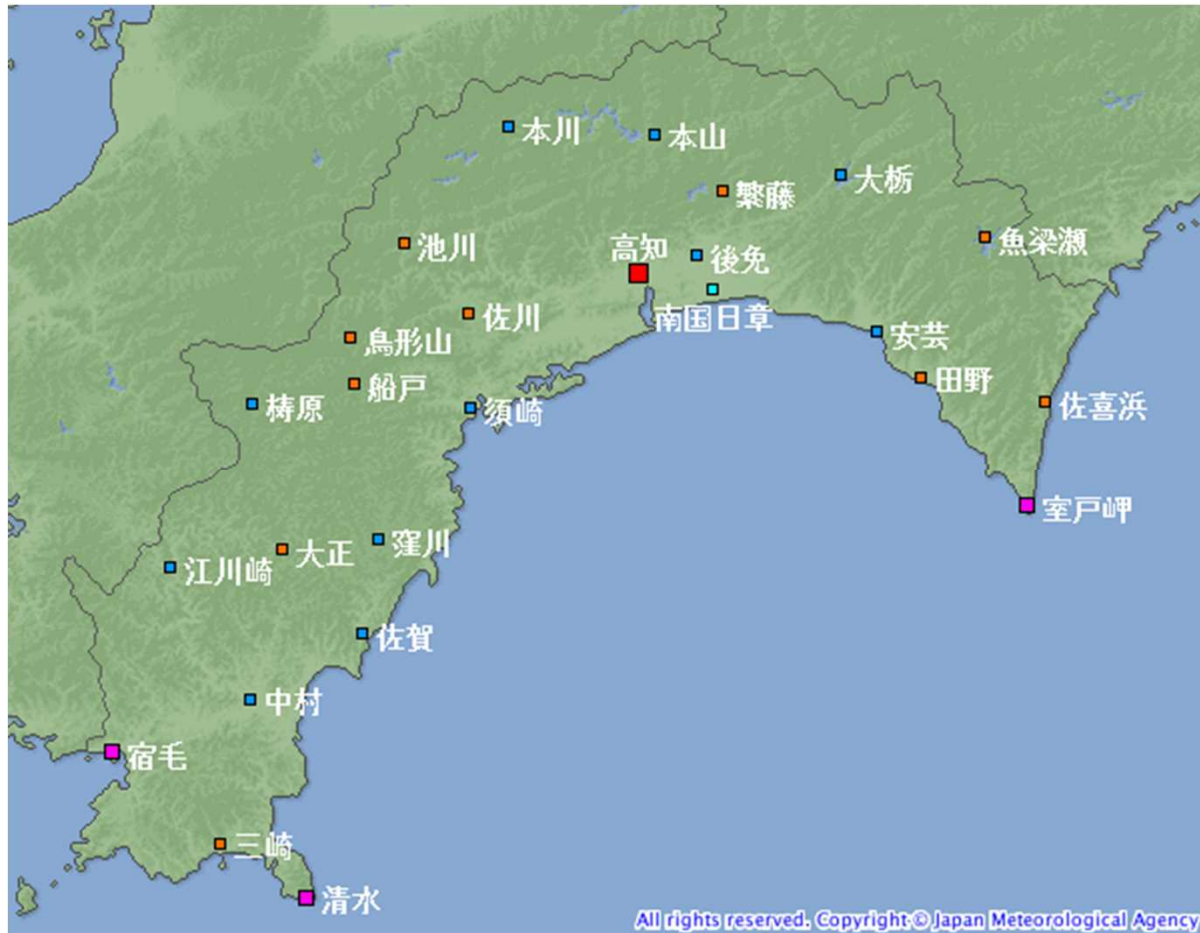 本川
本山
大栃
繁藤
魚梁瀬
池川
高知
後免
佐川
南国日章
鳥形山
安芸
船戸
田野
梼原
須崎
佐喜浜
室戸岬
窪川
大正
江川崎
佐賀
中村
宿毛
三崎
清水
All rights reserved. Copyright © Japan Meteorological Agency